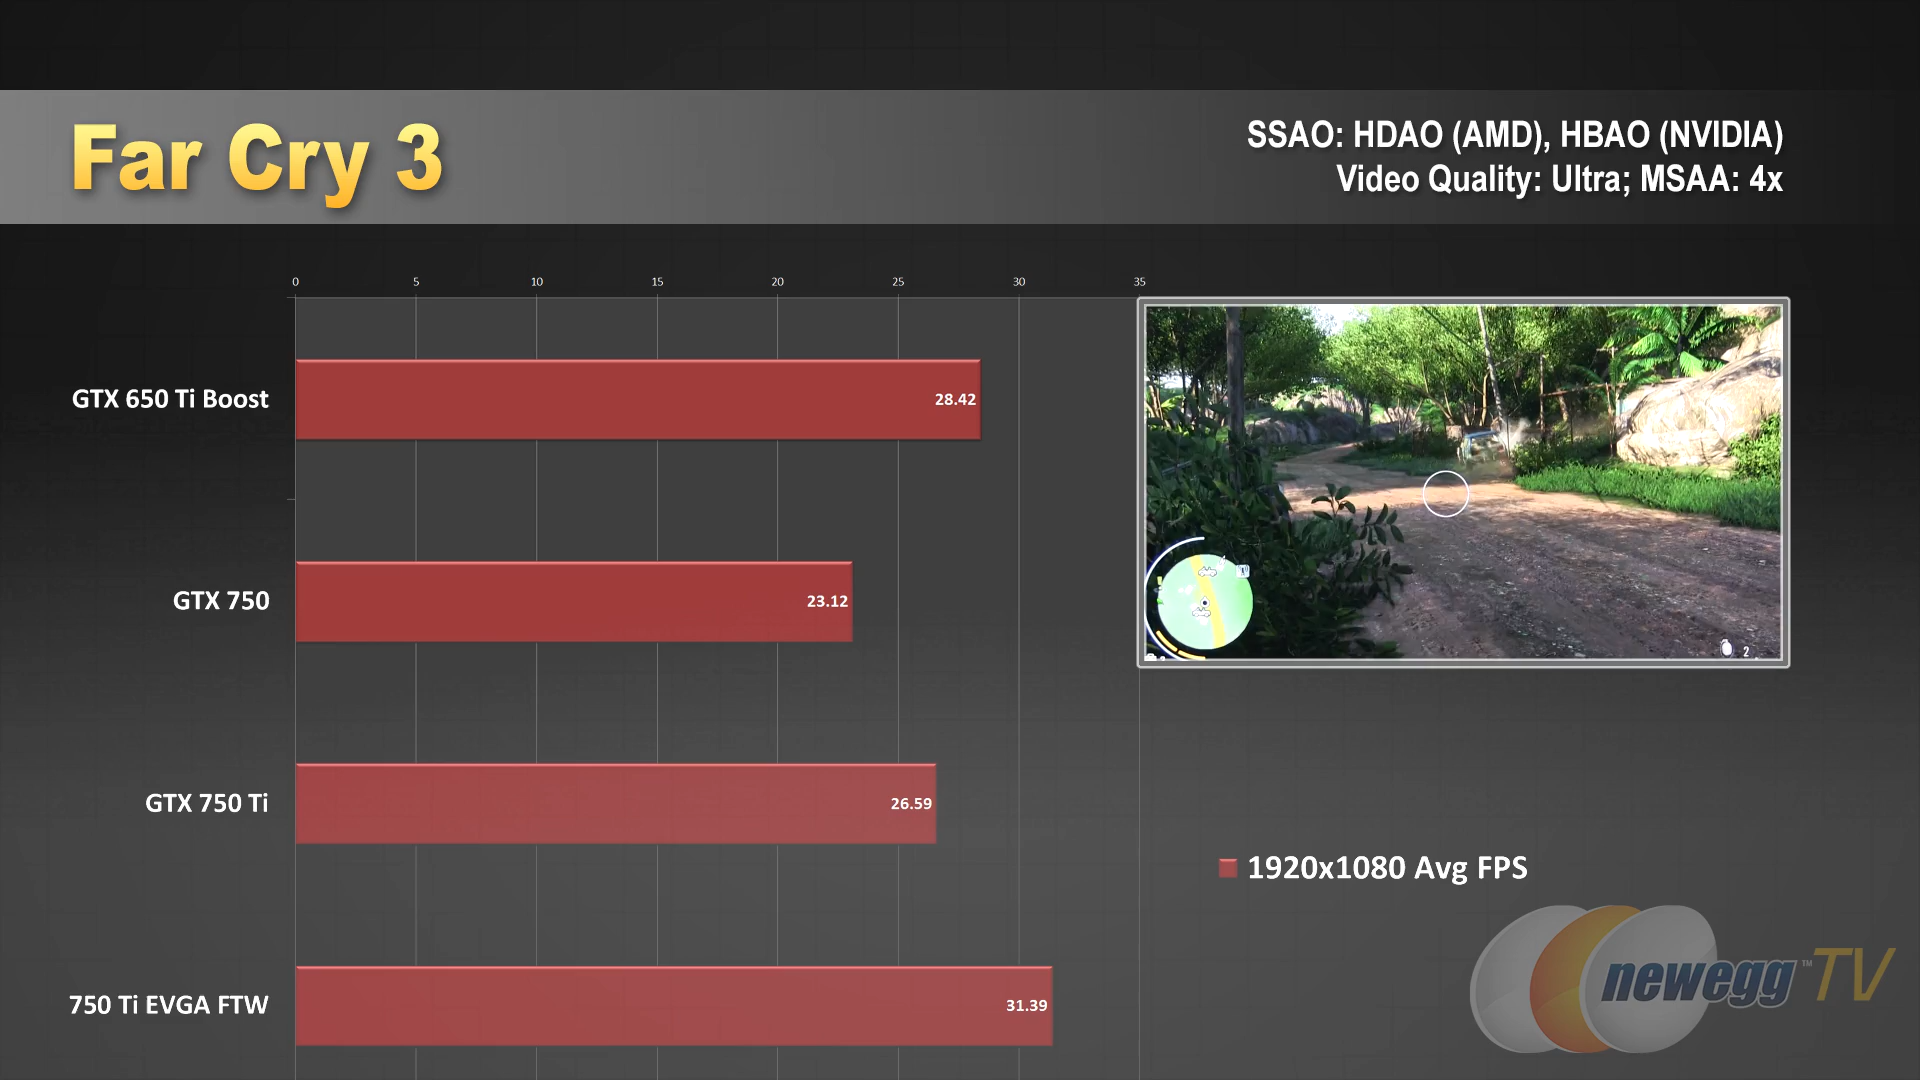 Far Cry 3
SSAO: HDAO (AMD), HBAO (NVIDIA)
Video Quality: Ultra; MSAA: 4x
0 5 10 15 20 25 30 35
GTX 650 Ti Boost 28.42
GTX 750 23.12
GTX 750 Ti 26.59
750 Ti EVGA FTW 31.39
2
1920x1080 Avg FPS
newegg™TV